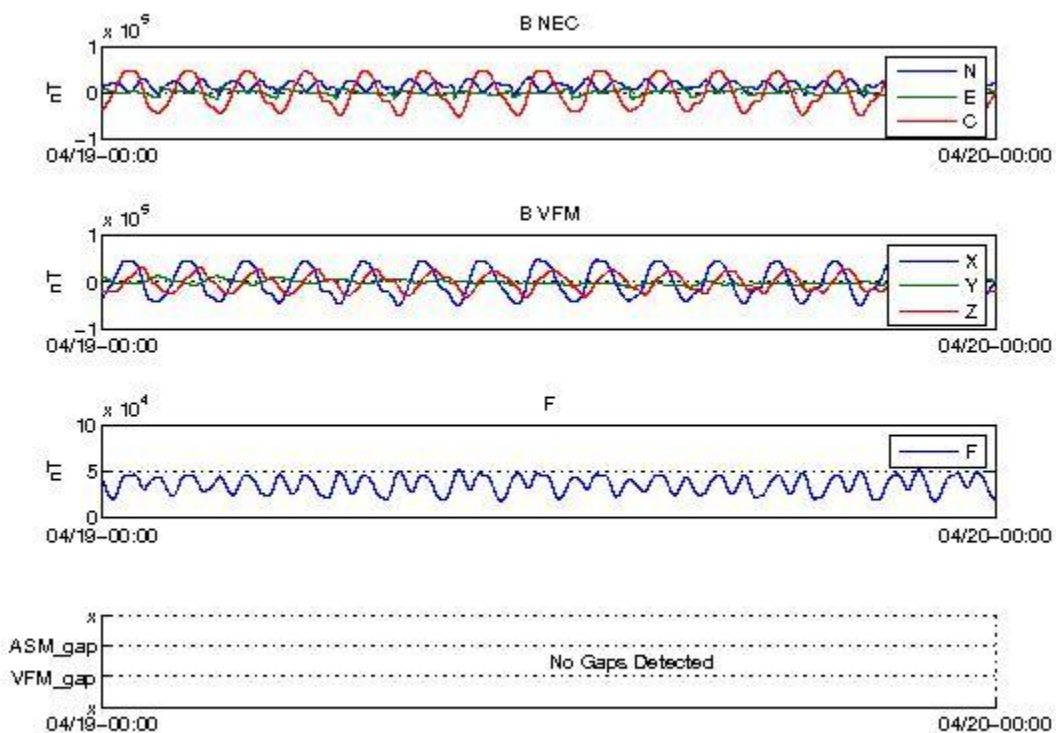 B NEC
x 10^5
1
0
−1
nT
N
E
C
04/19−00:00 04/20−00:00
B VFM
x 10^5
1
0
−1
nT
X
Y
Z
04/19−00:00 04/20−00:00
F
x 10^4
10
5
0
nT
F
04/19−00:00 04/20−00:00
x
ASM_gap
VFM_gap
x
No Gaps Detected
04/19−00:00 04/20−00:00